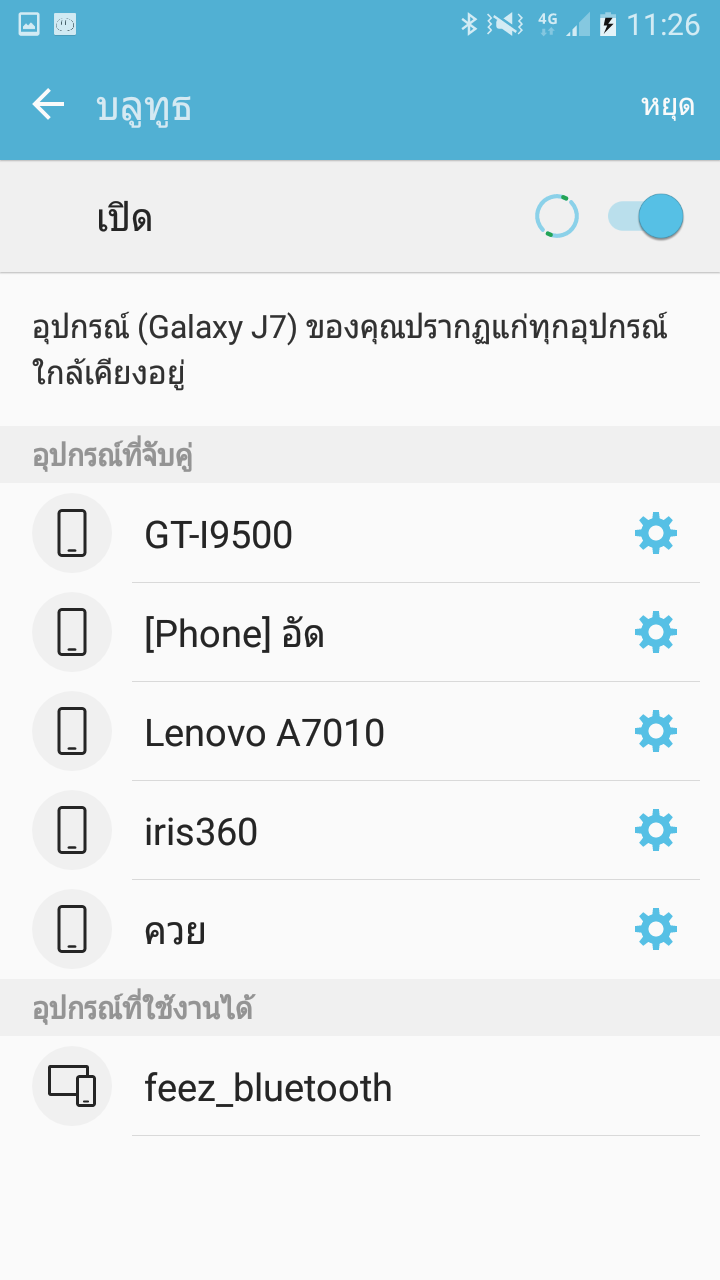 4G 11:26
บลูทูธ หยุด
เปิด
อุปกรณ์ (Galaxy J7) ของคุณปรากฏแก่ทุกอุปกรณ์
ใกล้เคียงอยู่
อุปกรณ์ที่จับคู่
GT-I9500
[Phone] อัด
Lenovo A7010
iris360
ควย
อุปกรณ์ที่ใช้งานได้
feez_bluetooth